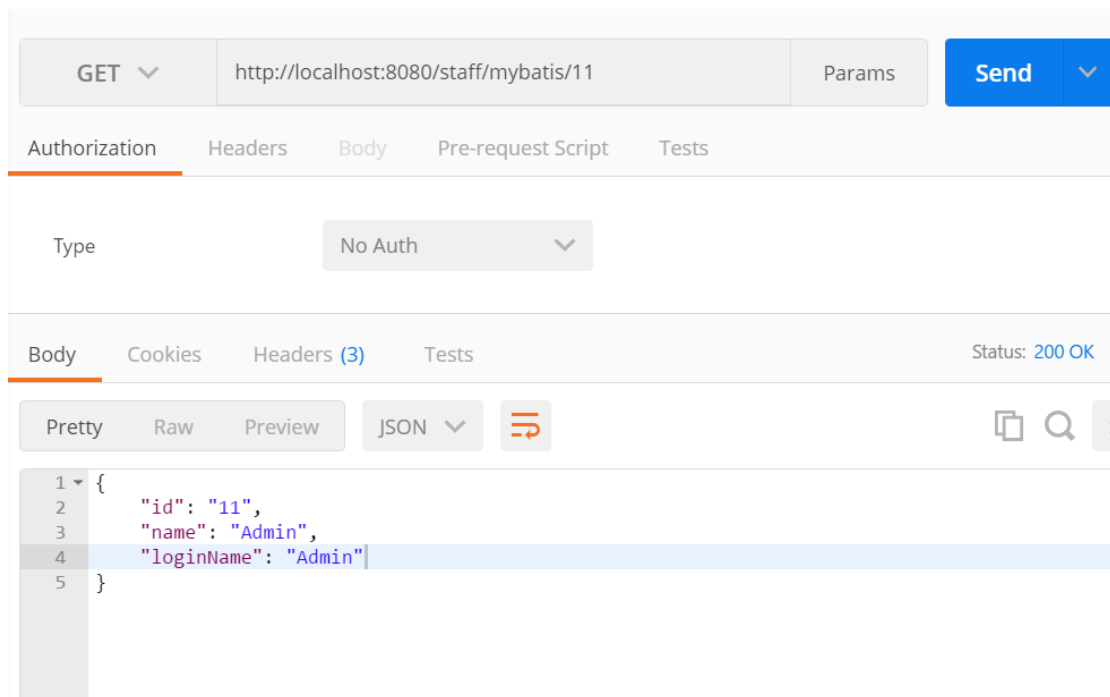 GET http://localhost:8080/staff/mybatis/11 Params Send
Authorization Headers Body Pre-request Script Tests
Type No Auth
Body Cookies Headers (3) Tests Status: 200 OK
Pretty Raw Preview JSON
1 {
2 "id": "11",
3 "name": "Admin",
4 "loginName": "Admin"
5 }